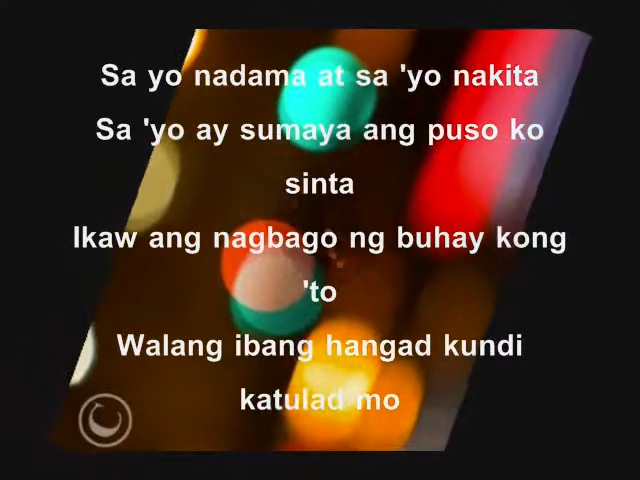 Sa yo nadama at sa 'yo nakita
Sa 'yo ay sumaya ang puso ko
sinta
Ikaw ang nagbago ng buhay kong
'to
Walang ibang hangad kundi
katulad mo